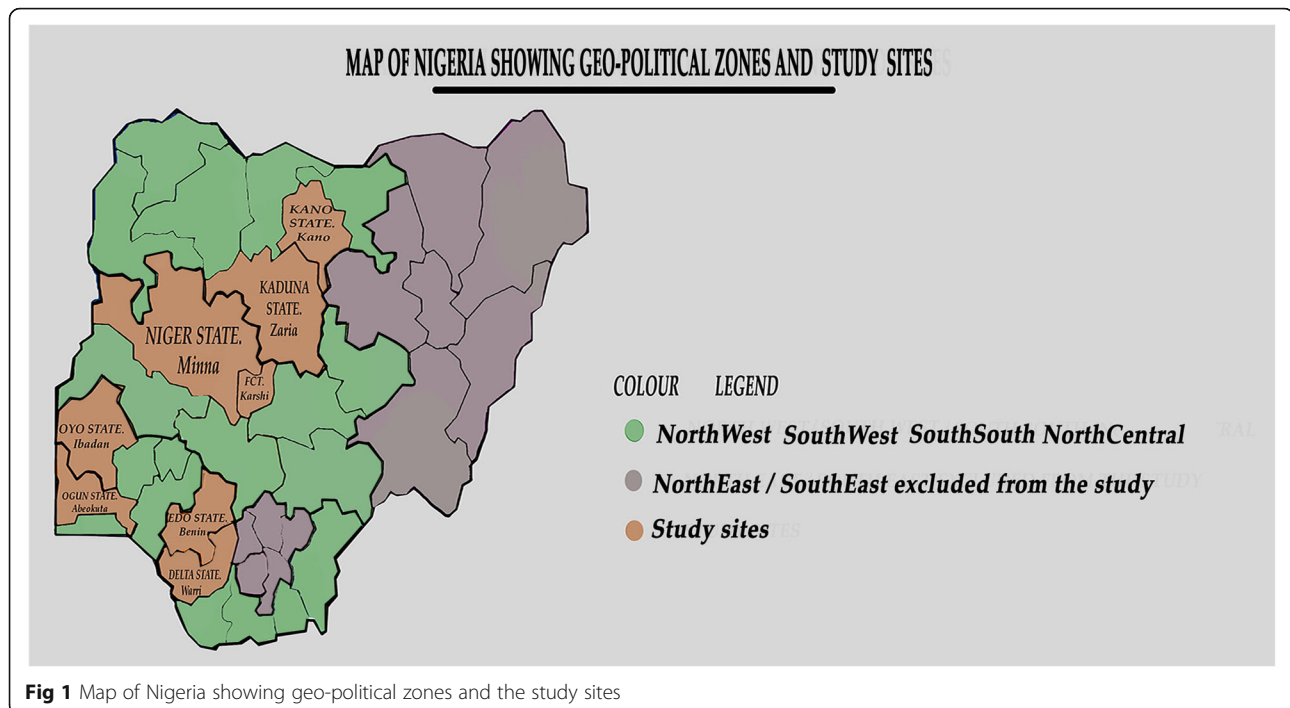 MAP OF NIGERIA SHOWING GEO-POLITICAL ZONES AND STUDY SITES
KANO
STATE.
Kano
KADUNA
STATE.
Zaria
NIGER STATE.
Minna
FCT.
Karshi
OYO STATE.
Ibadan
OGUN STATE.
Abeokuta
EDO STATE.
Benin
DELTA STATE.
Warri
COLOUR LEGEND
NorthWest SouthWest SouthSouth NorthCentral
NorthEast / SouthEast excluded from the study
Study sites
Fig 1 Map of Nigeria showing geo-political zones and the study sites